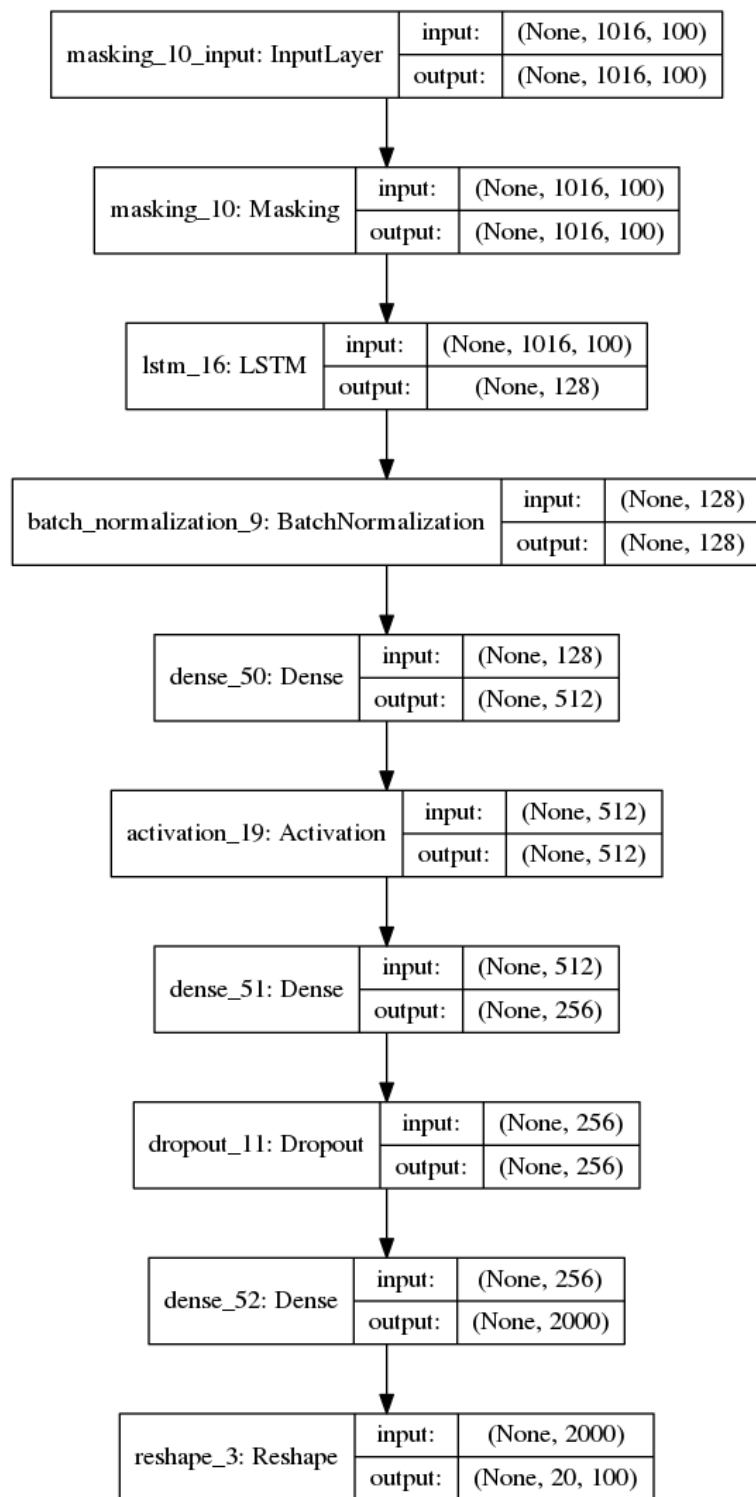 masking_10_input: InputLayer
input: (None, 1016, 100)
output: (None, 1016, 100)
masking_10: Masking
input: (None, 1016, 100)
output: (None, 1016, 100)
lstm_16: LSTM
input: (None, 1016, 100)
output: (None, 128)
batch_normalization_9: BatchNormalization
input: (None, 128)
output: (None, 128)
dense_50: Dense
input: (None, 128)
output: (None, 512)
activation_19: Activation
input: (None, 512)
output: (None, 512)
dense_51: Dense
input: (None, 512)
output: (None, 256)
dropout_11: Dropout
input: (None, 256)
output: (None, 256)
dense_52: Dense
input: (None, 256)
output: (None, 2000)
reshape_3: Reshape
input: (None, 2000)
output: (None, 20, 100)